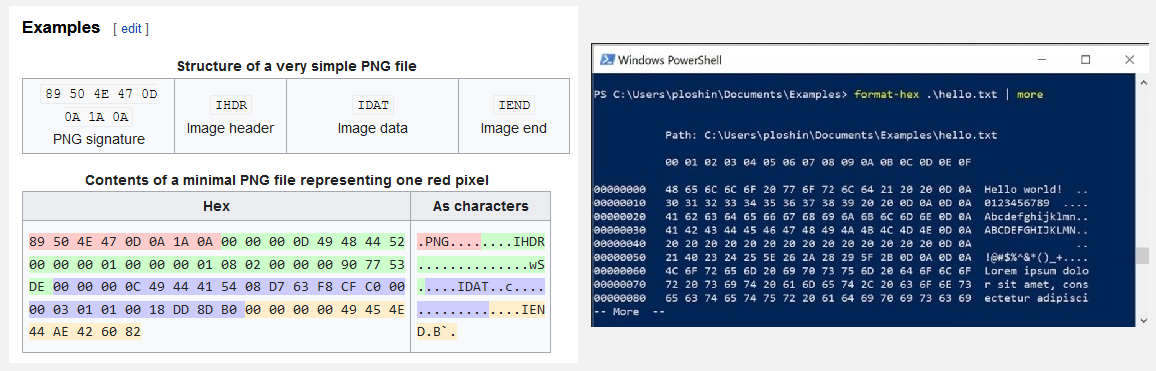 Examples [ edit ]
Structure of a very simple PNG file
89 50 4E 47 0D
0A 1A 0A
PNG signature
IHDR
Image header
IDAT
Image data
IEND
Image end
Contents of a minimal PNG file representing one red pixel
Hex As characters
89 50 4E 47 0D 0A 1A 0A 00 00 00 0D 49 48 44 52 .PNG........IHDR
00 00 00 01 00 00 00 01 08 02 00 00 00 90 77 53 ..............wS
DE 00 00 00 0C 49 44 41 54 08 D7 63 F8 CF C0 00 .....IDAT..c....
00 03 01 01 00 18 DD 8D B0 00 00 00 00 49 45 4E .............IEN
44 AE 42 60 82 D.B`.
Windows PowerShell
PS C:\Users\ploshin\Documents\Examples> format-hex .\hello.txt | more
Path: C:\Users\ploshin\Documents\Examples\hello.txt
00 01 02 03 04 05 06 07 08 09 0A 0B 0C 0D 0E 0F
00000000 48 65 6C 6C 6F 20 77 6F 72 6C 64 21 20 20 0D 0A Hello world!  ..
00000010 30 31 32 33 34 35 36 37 38 39 20 20 0D 0A 0D 0A 0123456789  ....
00000020 41 62 63 64 65 66 67 68 69 6A 6B 6C 6D 6E 0D 0A Abcdefghijklmn..
00000030 41 42 43 44 45 46 47 48 49 4A 4B 4C 4D 4E 0D 0A ABCDEFGHIJKLMN..
00000040 20 20 20 20 20 20 20 20 20 20 20 20 20 20 0D 0A ..
00000050 21 40 23 24 25 5E 26 2A 28 29 5F 2B 0D 0A 0D 0A !@#$%^&*()_+....
00000060 4C 6F 72 65 6D 20 69 70 73 75 6D 20 64 6F 6C 6F Lorem ipsum dolo
00000070 72 20 73 69 74 20 61 6D 65 74 2C 20 63 6F 6E 73 r sit amet, cons
00000080 65 63 74 65 74 75 72 20 61 64 69 70 69 73 63 69 ectetur adipisci
-- More --